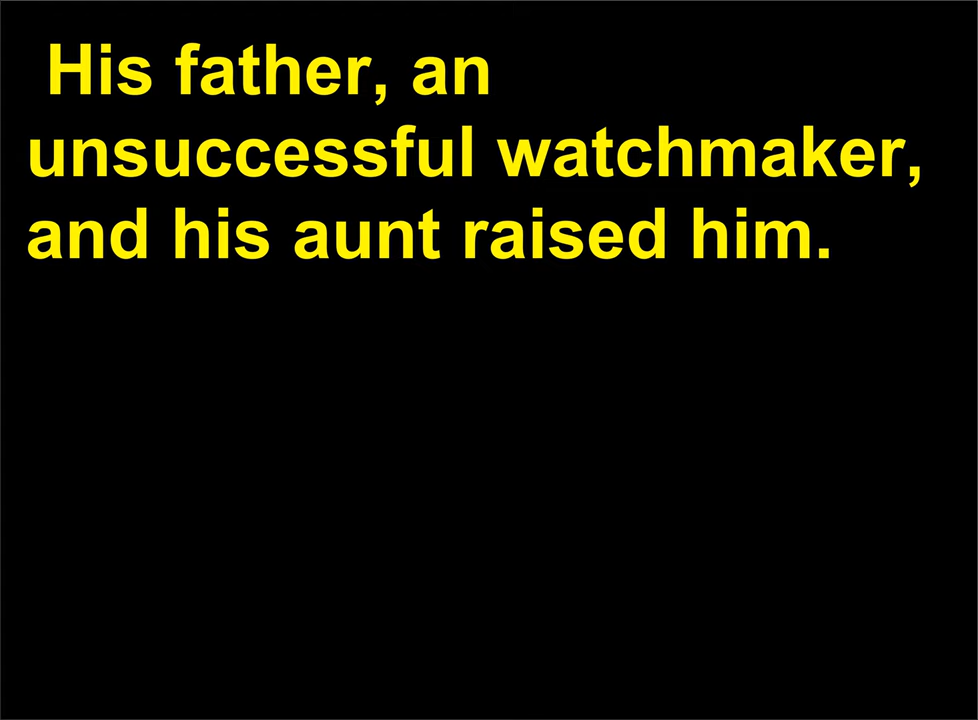 His father, an
unsuccessful watchmaker,
and his aunt raised him.